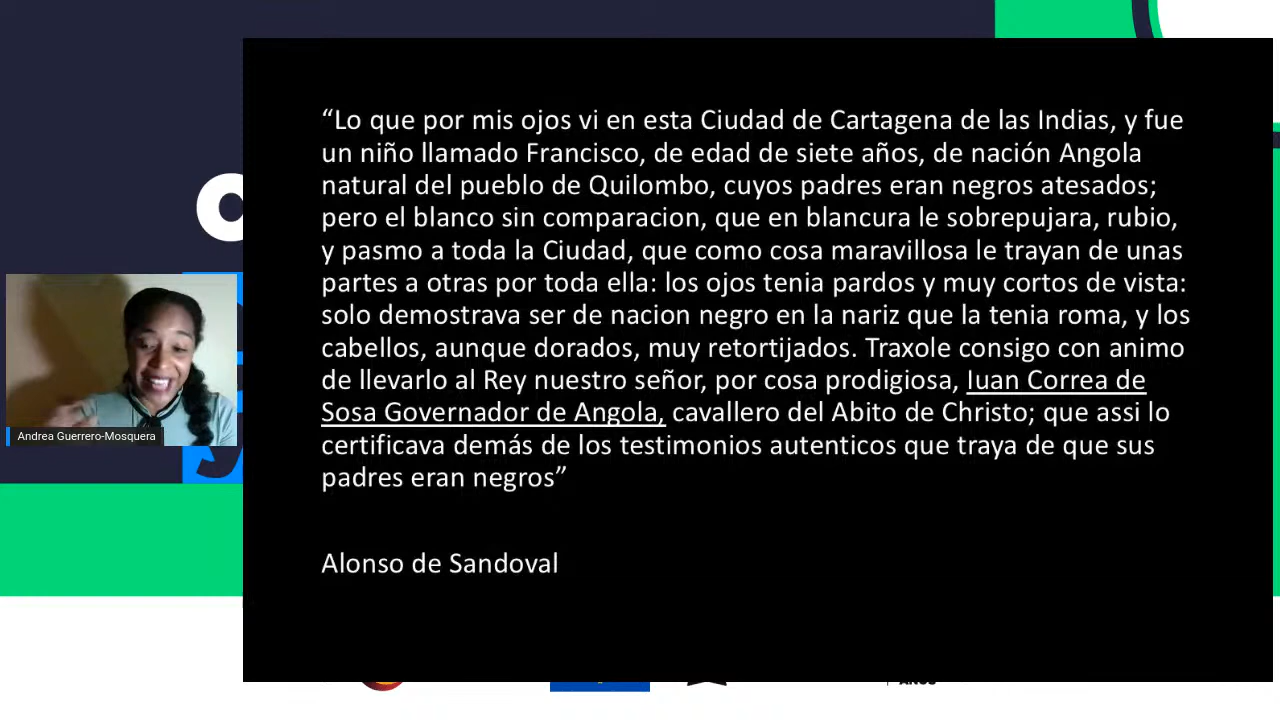 “Lo que por mis ojos vi en esta Ciudad de Cartagena de las Indias, y fue
un niño llamado Francisco, de edad de siete años, de nación Angola
natural del pueblo de Quilombo, cuyos padres eran negros atesados;
pero el blanco sin comparacion, que en blancura le sobrepujara, rubio,
y pasmo a toda la Ciudad, que como cosa maravillosa le trayan de unas
partes a otras por toda ella: los ojos tenia pardos y muy cortos de vista:
solo demostrava ser de nacion negro en la nariz que la tenia roma, y los
cabellos, aunque dorados, muy retortijados. Traxole consigo con animo
de llevarlo al Rey nuestro señor, por cosa prodigiosa, Iuan Correa de
Sosa Governador de Angola, cavallero del Abito de Christo; que assi lo
certificava demás de los testimonios autenticos que traya de que sus
padres eran negros”
Alonso de Sandoval
Andrea Guerrero-Mosquera